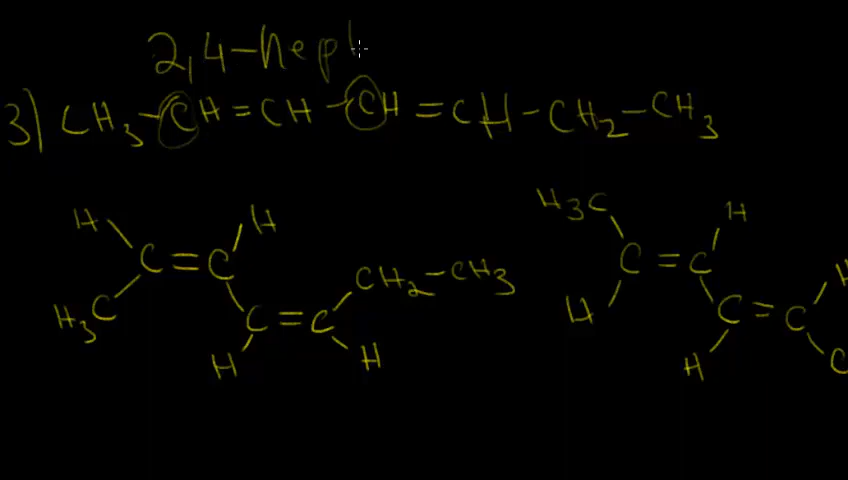 2,4-hept
3) CH3-CH=CH-CH=CH-CH2-CH3
H H H3C H
C=C C=C
CH2-CH3 H
H3C C=C H C=C
H H H C